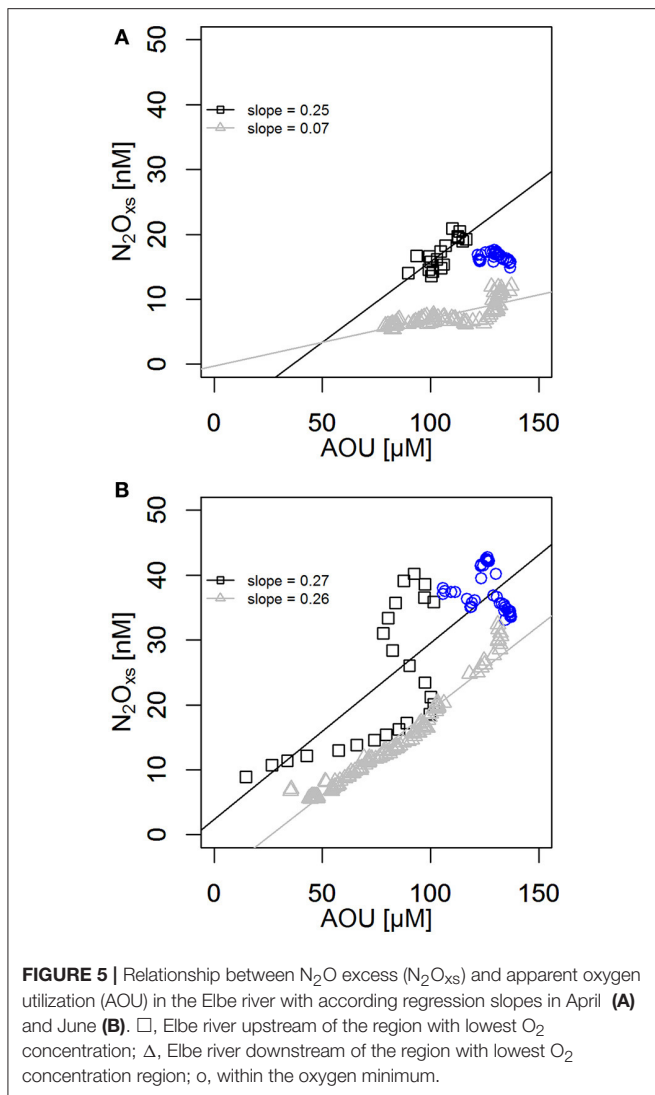 A
50
40
30
20
10
0
N₂Oₓₛ [nM]
slope = 0.25
slope = 0.07
0 50 100 150
AOU [µM]
B
50
40
30
20
10
0
N₂Oₓₛ [nM]
slope = 0.27
slope = 0.26
0 50 100 150
AOU [µM]
FIGURE 5 | Relationship between N₂O excess (N₂Oₓₛ) and apparent oxygen
utilization (AOU) in the Elbe river with according regression slopes in April (A)
and June (B). □, Elbe river upstream of the region with lowest O₂
concentration; Δ, Elbe river downstream of the region with lowest O₂
concentration region; o, within the oxygen minimum.